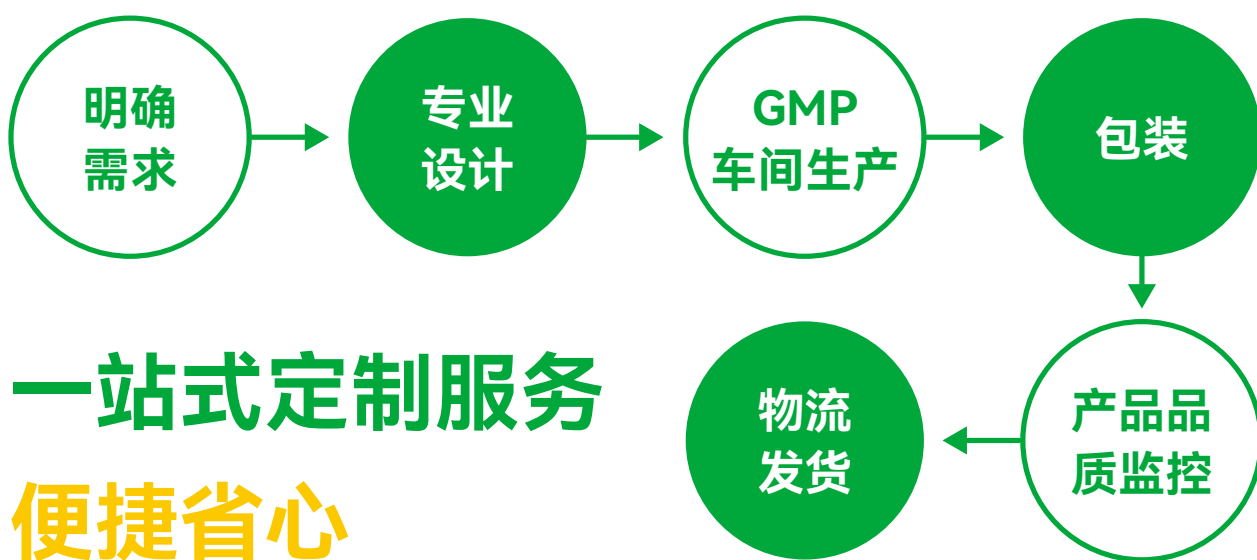 明确
需求
专业
设计
GMP
车间生产
包装
产品品
质监控
物流
发货
一站式定制服务
便捷省心